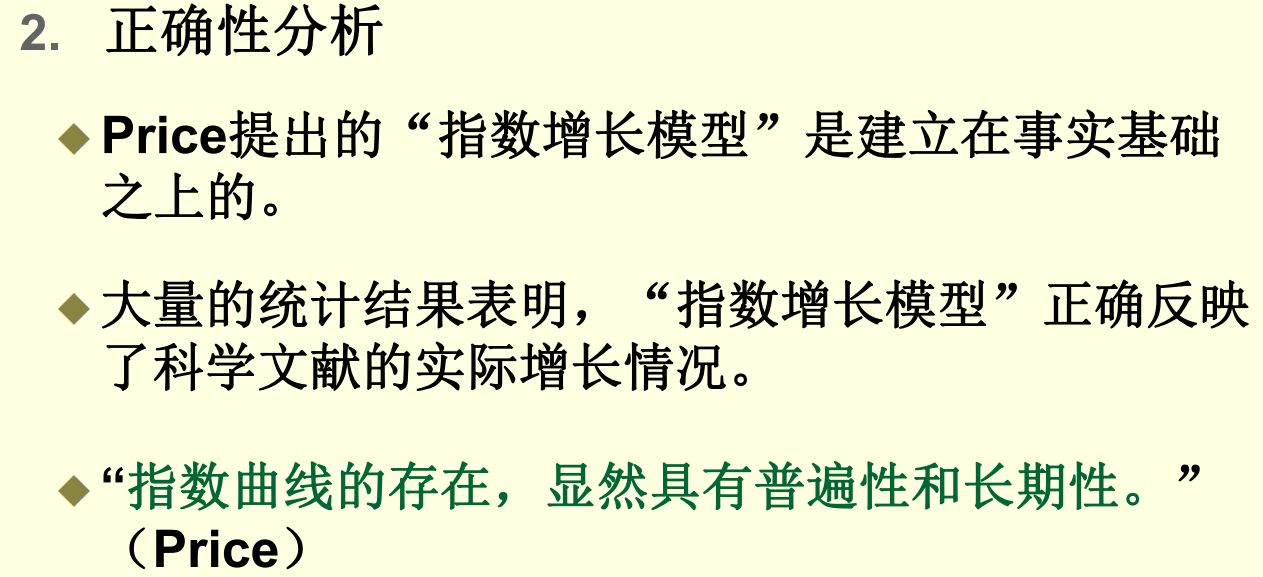 2. 正确性分析
Price提出的“指数增长模型”是建立在事实基础
之上的。
大量的统计结果表明，“指数增长模型”正确反映
了科学文献的实际增长情况。
“指数曲线的存在，显然具有普遍性和长期性。”
（Price）